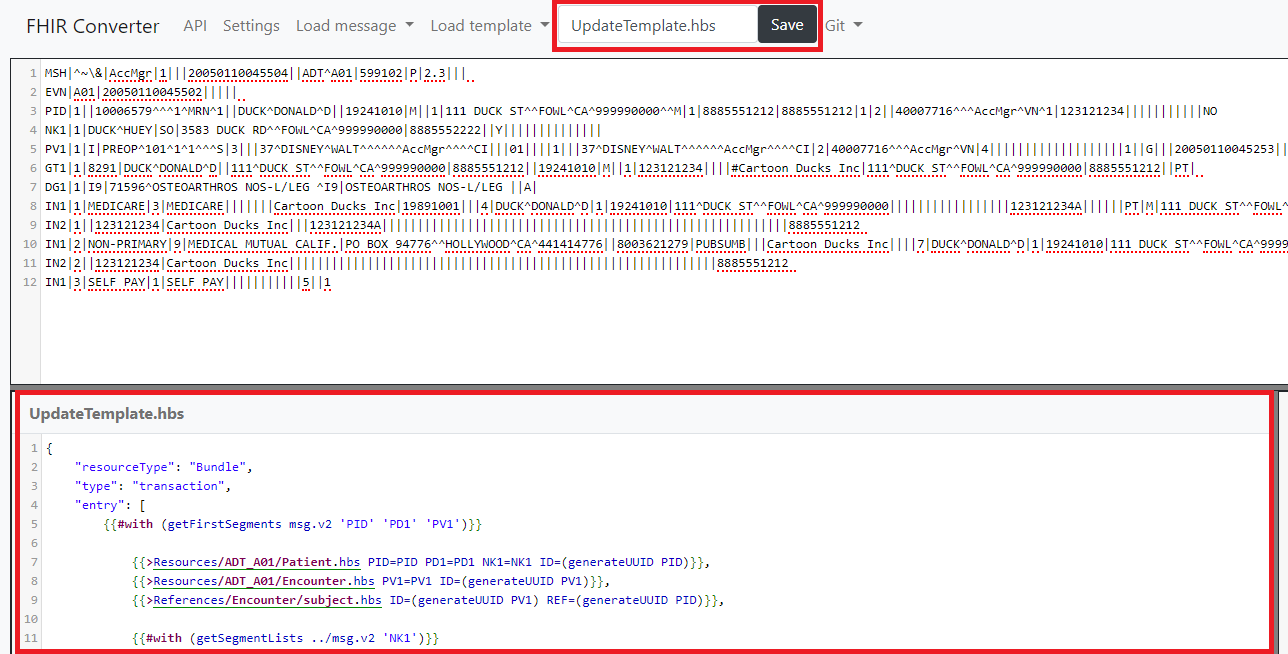 FHIR Converter API Settings Load message Load template UpdateTemplate.hbs Save Git
1 MSH|^~\&|AccMgr|1|||20050110045504||ADT^A01|599102|P|2.3|||
2 EVN|A01|20050110045502|||||
3 PID|1||10006579^^^1^MRN^1||DUCK^DONALD^D||19241010|M||1|111 DUCK ST^^FOWL^CA^999990000^^M|1|8885551212|8885551212|1|2||40007716^^^AccMgr^VN^1|123121234|||||||||||NO
4 NK1|1|DUCK^HUEY|SO|3583 DUCK RD^^FOWL^CA^999990000|8885552222||Y||||||||||||||
5 PV1|1|I|PREOP^101^1^1^^^S|3|||37^DISNEY^WALT^^^^^^AccMgr^^^^CI|||01||||1|||37^DISNEY^WALT^^^^^^AccMgr^^^^CI|2|40007716^^^AccMgr^VN|4|||||||||||||||||||1||G|||20050110045253||
6 GT1|1|8291|DUCK^DONALD^D||111^DUCK ST^^FOWL^CA^999990000|8885551212||19241010|M||1|123121234||||#Cartoon Ducks Inc|111^DUCK ST^^FOWL^CA^999990000|8885551212||PT|
7 DG1|1|I9|71596^OSTEOARTHROS NOS-L/LEG ^I9|OSTEOARTHROS NOS-L/LEG ||A|
8 IN1|1|MEDICARE|3|MEDICARE|||||||Cartoon Ducks Inc|19891001|||4|DUCK^DONALD^D|1|19241010|111^DUCK ST^^FOWL^CA^999990000|||||||||||||||||123121234A||||||PT|M|111 DUCK ST^^FOWL^
9 IN2|1||123121234|Cartoon Ducks Inc|||123121234A||||||||||||||||||||||||||||||||||||||||||||||||||||||||||8885551212
10 IN1|2|NON-PRIMARY|9|MEDICAL MUTUAL CALIF.|PO BOX 94776^^HOLLYWOOD^CA^441414776||8003621279|PUBSUMB|||Cartoon Ducks Inc||||7|DUCK^DONALD^D|1|19241010|111 DUCK ST^^FOWL^CA^9999
11 IN2|2||123121234|Cartoon Ducks Inc||||||||||||||||||||||||||||||||||||||||||||||||||||||||||||8885551212
12 IN1|3|SELF PAY|1|SELF PAY|||||||||||5||1
UpdateTemplate.hbs
1 {
2 "resourceType": "Bundle",
3 "type": "transaction",
4 "entry": [
5 {{#with (getFirstSegments msg.v2 'PID' 'PD1' 'PV1')}}
6
7 {{>Resources/ADT_A01/Patient.hbs PID=PID PD1=PD1 NK1=NK1 ID=(generateUUID PID)}},
8 {{>Resources/ADT_A01/Encounter.hbs PV1=PV1 ID=(generateUUID PV1)}},
9 {{>References/Encounter/subject.hbs ID=(generateUUID PV1) REF=(generateUUID PID)}},
10
11 {{#with (getSegmentLists ../msg.v2 'NK1')}}